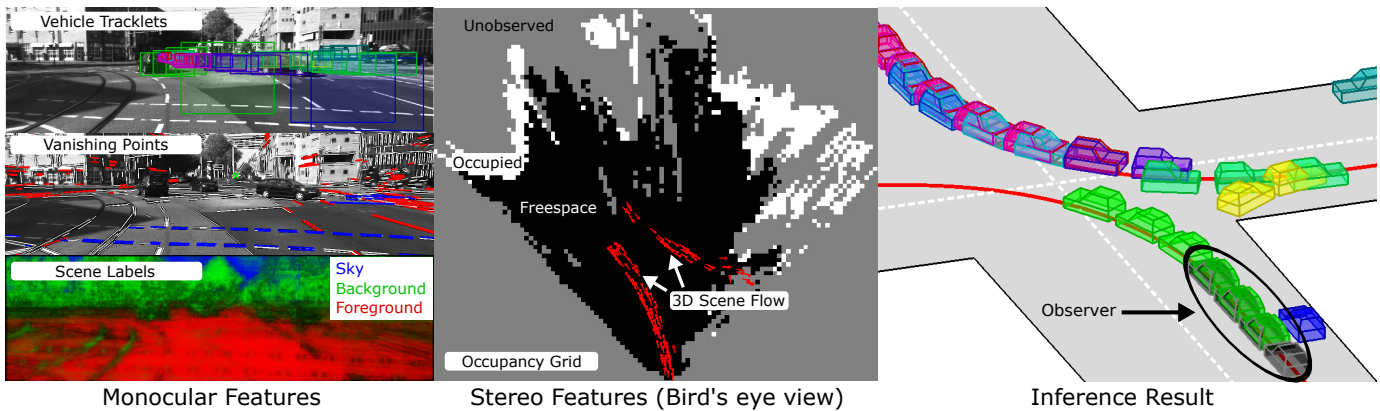 Vehicle Tracklets
Vanishing Points
Scene Labels
Sky
Background
Foreground
Monocular Features
Unobserved
Occupied
Freespace
3D Scene Flow
Occupancy Grid
Stereo Features (Bird's eye view)
Observer
Inference Result